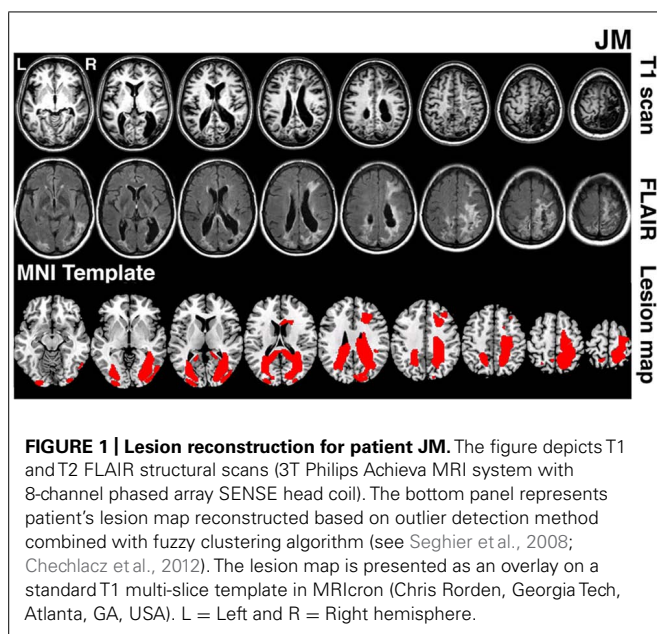 JM
L R
T1 scan
FLAIR
MNI Template
Lesion map
FIGURE 1 | Lesion reconstruction for patient JM. The figure depicts T1
and T2 FLAIR structural scans (3T Philips Achieva MRI system with
8-channel phased array SENSE head coil). The bottom panel represents
patient's lesion map reconstructed based on outlier detection method
combined with fuzzy clustering algorithm (see Seghier et al., 2008;
Chechlacz et al., 2012). The lesion map is presented as an overlay on a
standard T1 multi-slice template in MRIcron (Chris Rorden, Georgia Tech,
Atlanta, GA, USA). L = Left and R = Right hemisphere.